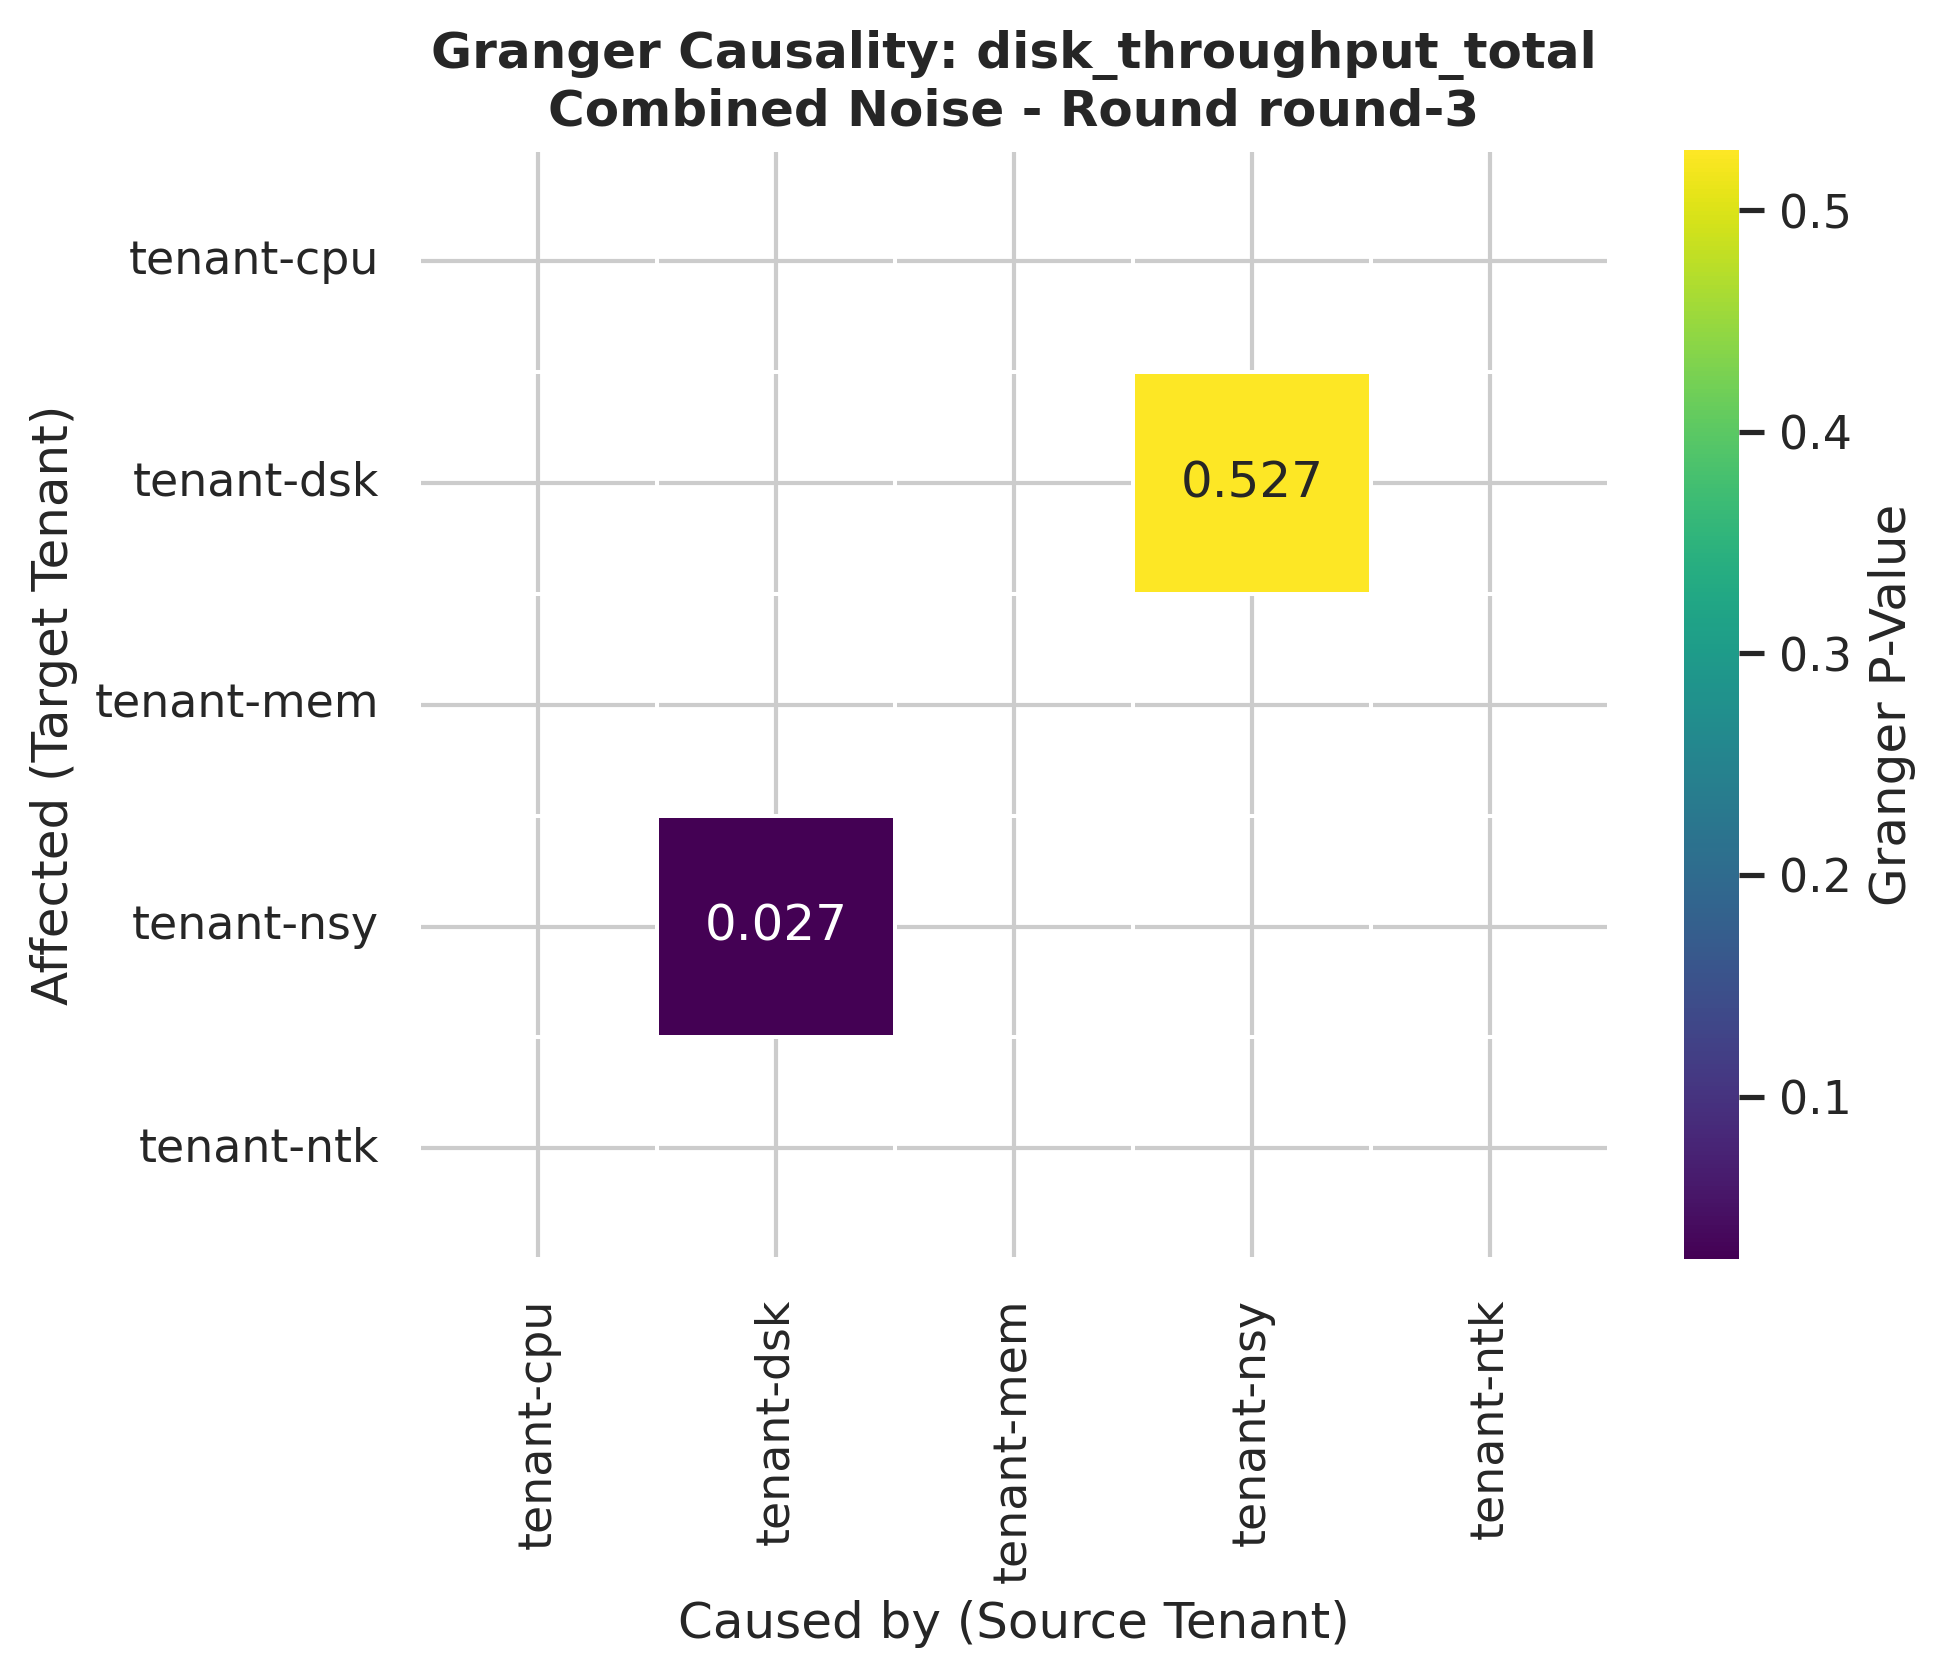 Granger Causality: disk_throughput_total
Combined Noise - Round round-3
Affected (Target Tenant)
tenant-cpu
tenant-dsk
tenant-mem
tenant-nsy
tenant-ntk
0.527
0.027
tenant-cpu
tenant-dsk
tenant-mem
tenant-nsy
tenant-ntk
Caused by (Source Tenant)
0.5
0.4
0.3
0.2
0.1
Granger P-Value